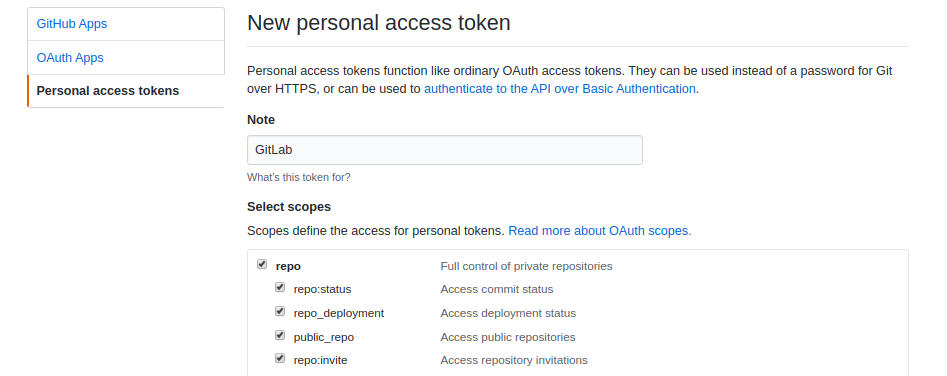 GitHub Apps
OAuth Apps
Personal access tokens
New personal access token
Personal access tokens function like ordinary OAuth access tokens. They can be used instead of a password for Git
over HTTPS, or can be used to authenticate to the API over Basic Authentication.
Note
GitLab
What's this token for?
Select scopes
Scopes define the access for personal tokens. Read more about OAuth scopes.
repo Full control of private repositories
repo:status Access commit status
repo_deployment Access deployment status
public_repo Access public repositories
repo:invite Access repository invitations